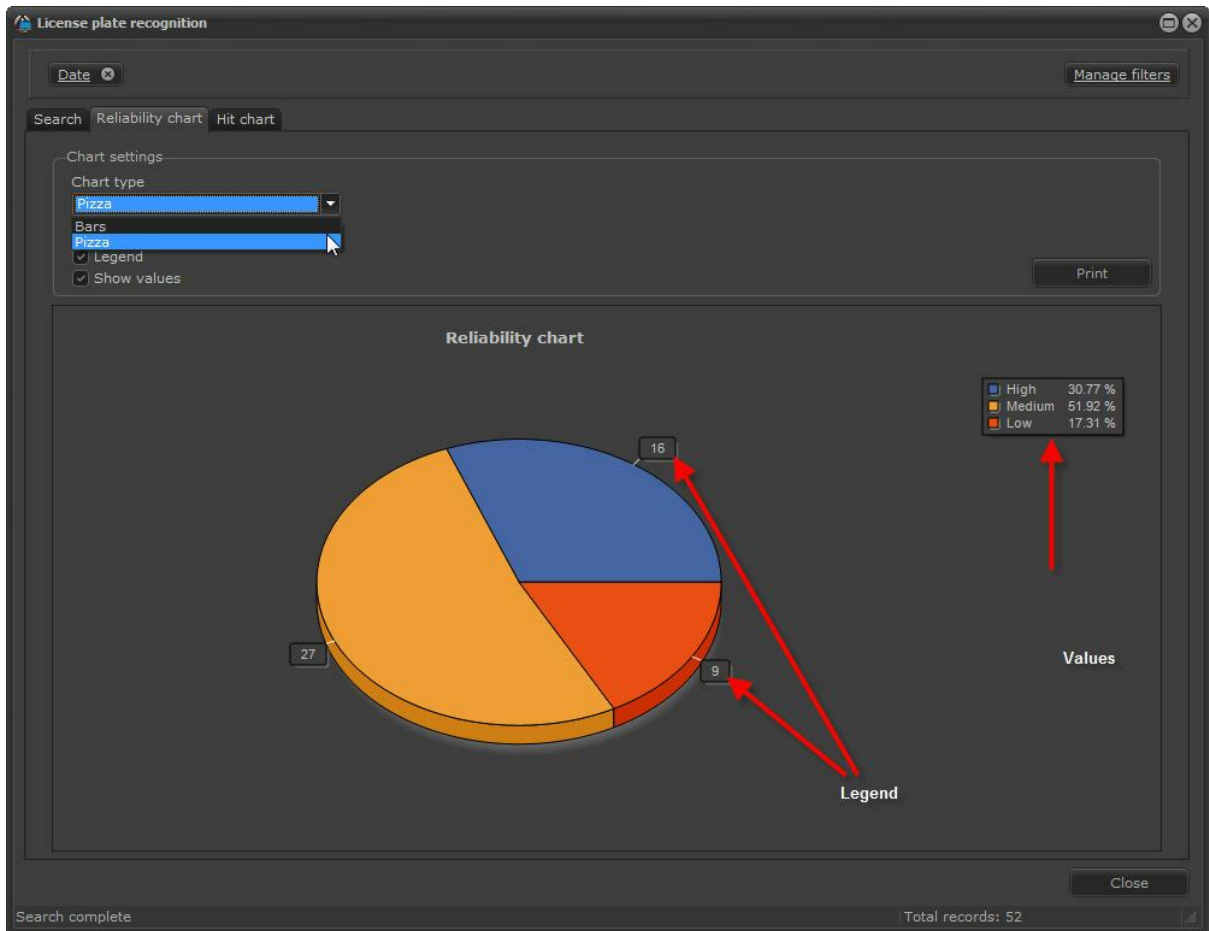 License plate recognition
Date
Manage filters
Search Reliability chart Hit chart
Chart settings
Chart type
Pizza
Bars
Pizza
Legend
Show values
Print
Reliability chart
High 30.77 %
Medium 51.92 %
Low 17.31 %
16
27
9
Values
Legend
Close
Search complete
Total records: 52